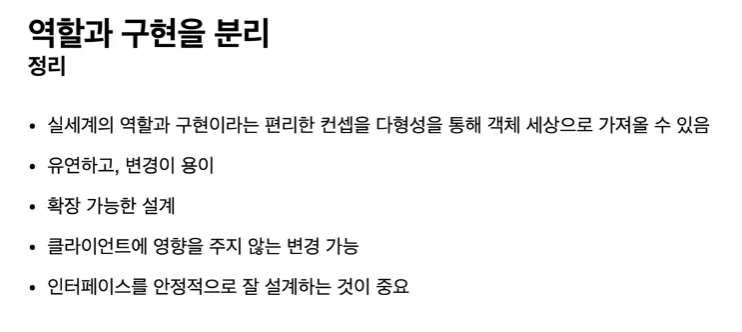 역할과 구현을 분리
정리
• 실세계의 역할과 구현이라는 편리한 컨셉을 다형성을 통해 객체 세상으로 가져올 수 있음
• 유연하고, 변경이 용이
• 확장 가능한 설계
• 클라이언트에 영향을 주지 않는 변경 가능
• 인터페이스를 안정적으로 잘 설계하는 것이 중요